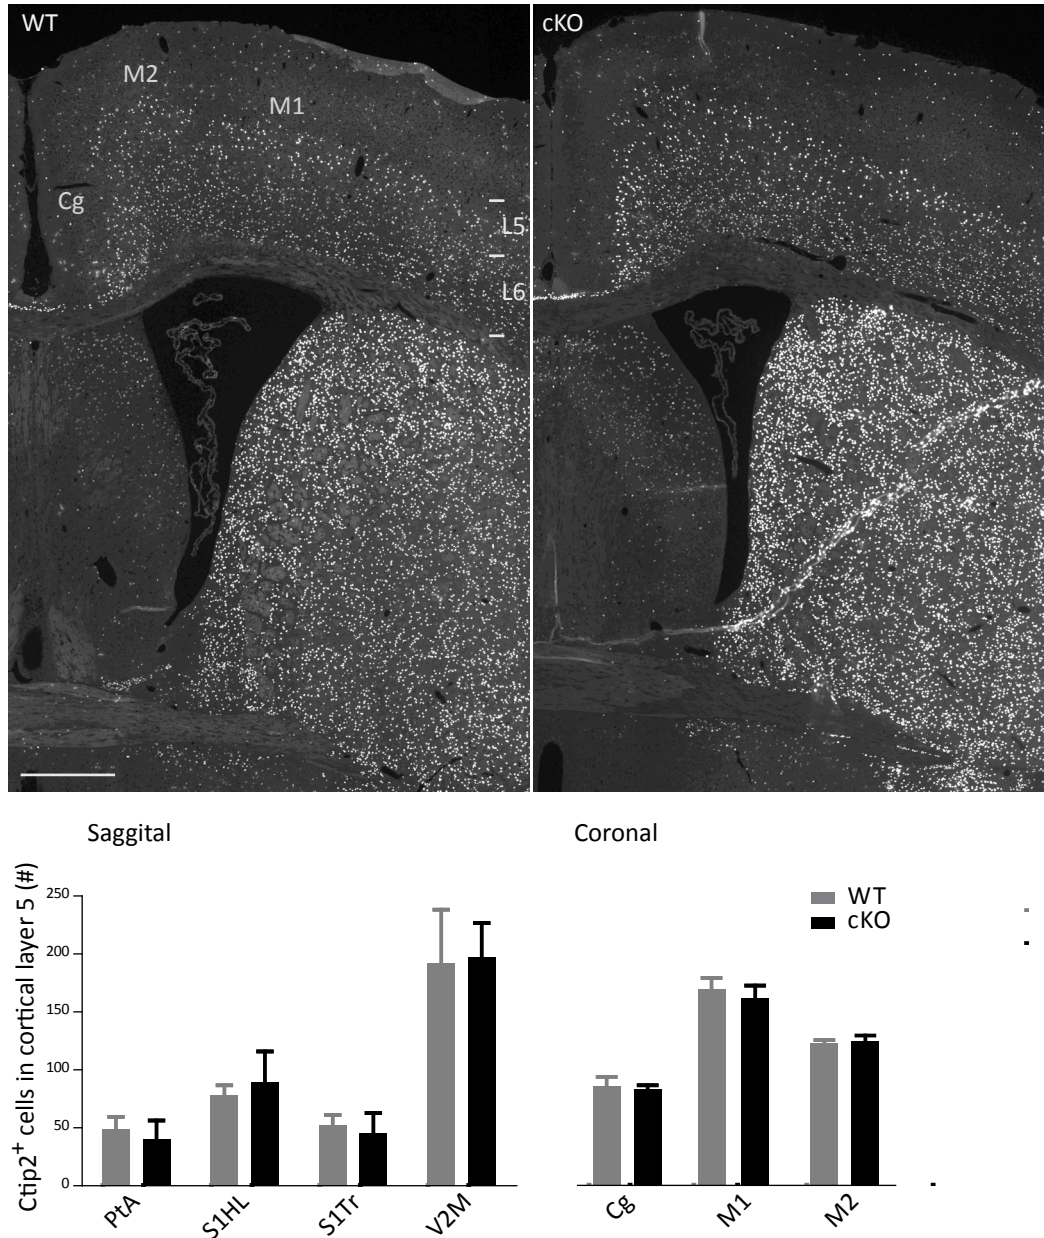 WT
cKO
M2
M1
Cg
L5
L6
Saggital
Coronal
Ctip2+ cells in cortical layer 5 (#)
250
200
150
100
50
0
WT
cKO
PtA
S1HL
S1Tr
V2M
Cg
M1
M2